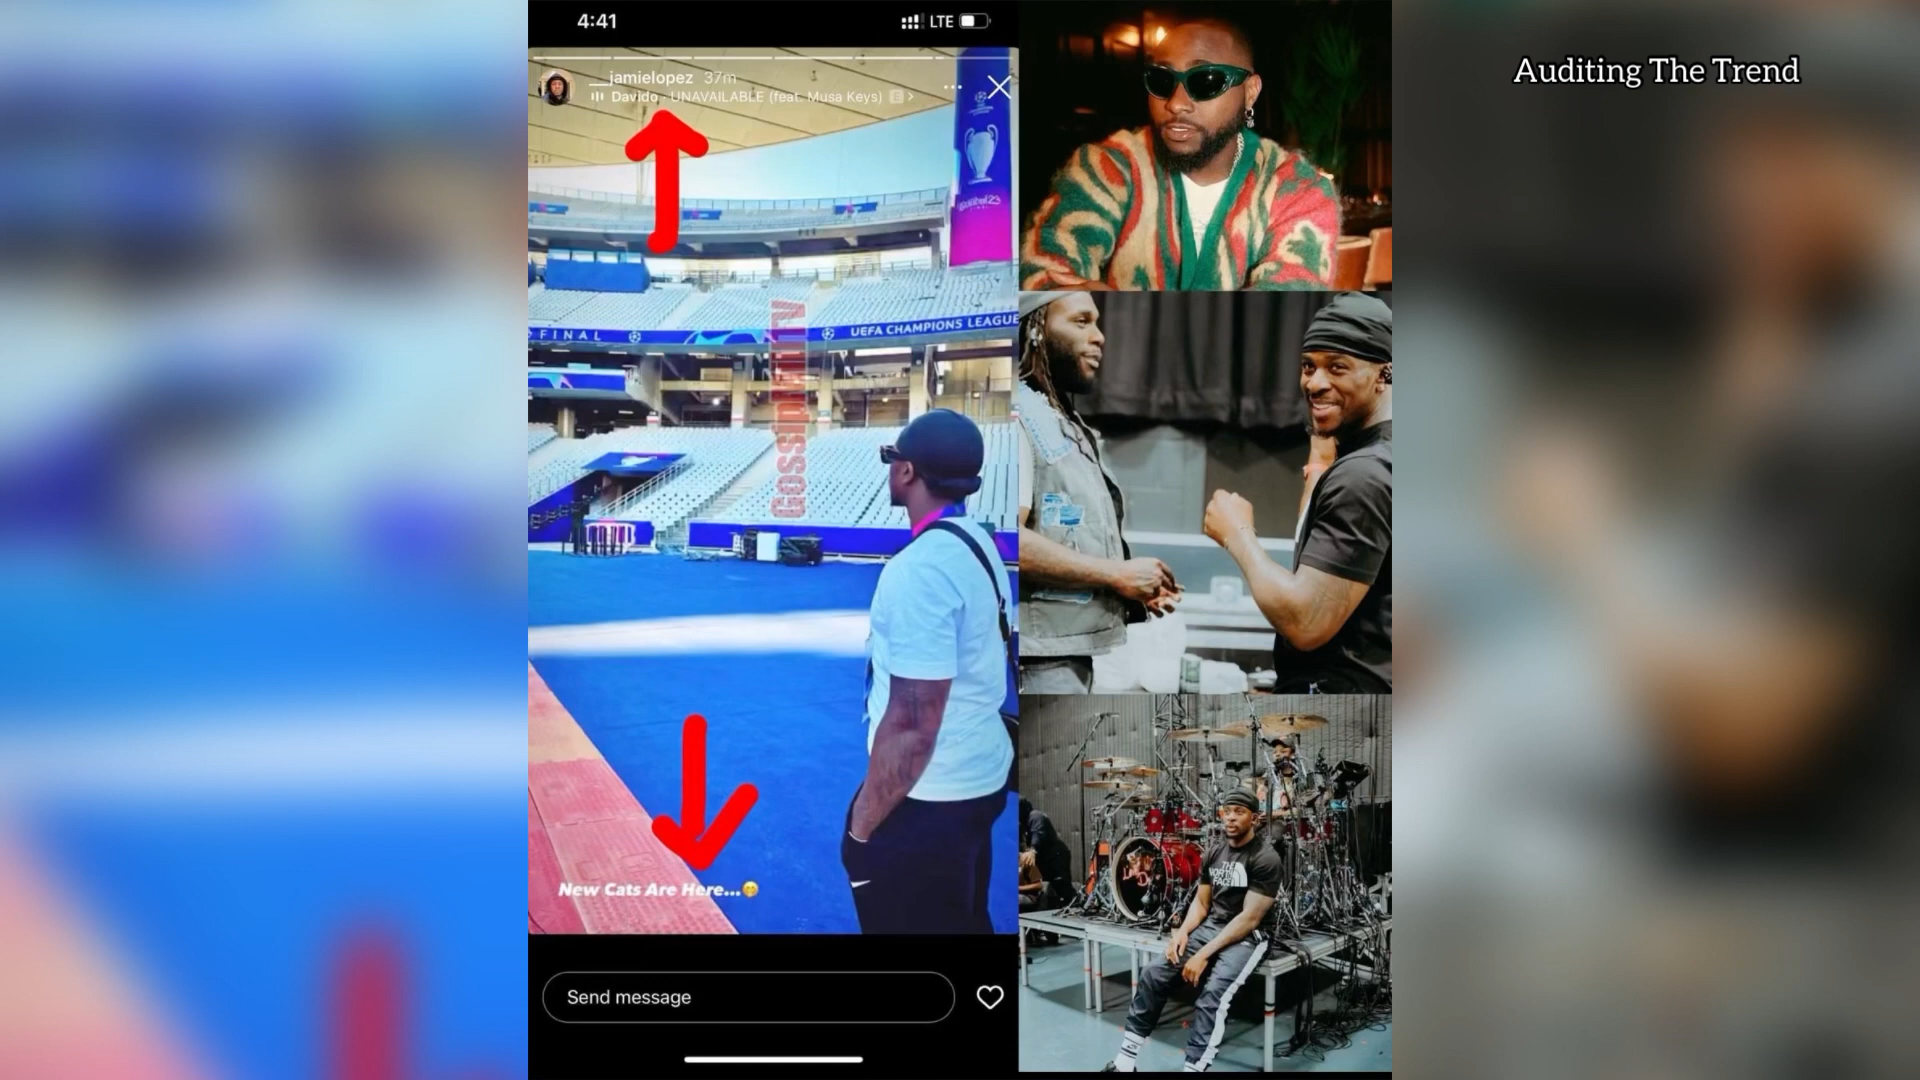 4:41
LTE
__jamielopez 37m
Davido · UNAVAILABLE (feat. Musa Keys) E >
Auditing The Trend
FINAL
UEFA CHAMPIONS LEAGUE
New Cats Are Here...🤭
Send message
THE
NORTH
FACE